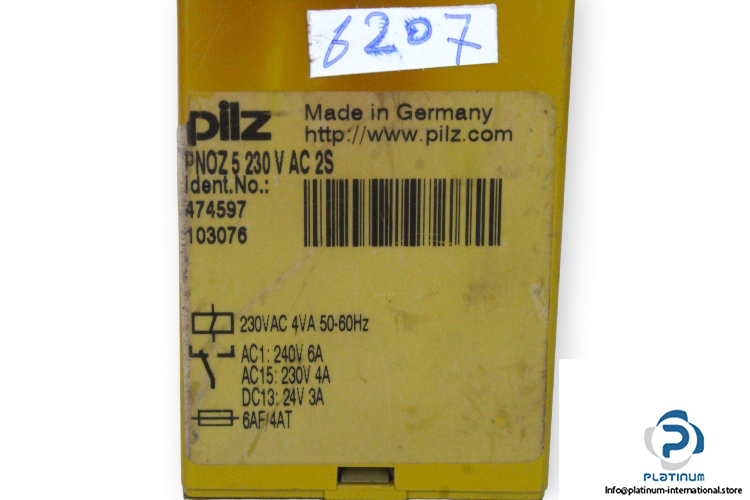 6207
pilz
Made in Germany
http://www.pilz.com
PNOZ 5 230 V AC 2S
Ident.No.:
474597
103076
230VAC 4VA 50-60Hz
AC1: 240V 6A
AC15: 230V 4A
DC13: 24V 3A
6AF/4AT
PLATINUM
Info@platinum-international.store